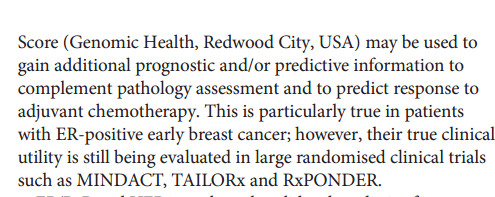 Score (Genomic Health, Redwood City, USA) may be used to
gain additional prognostic and/or predictive information to
complement pathology assessment and to predict response to
adjuvant chemotherapy. This is particularly true in patients
with ER-positive early breast cancer; however, their true clinical
utility is still being evaluated in large randomised clinical trials
such as MINDACT, TAILORx and RxPONDER.